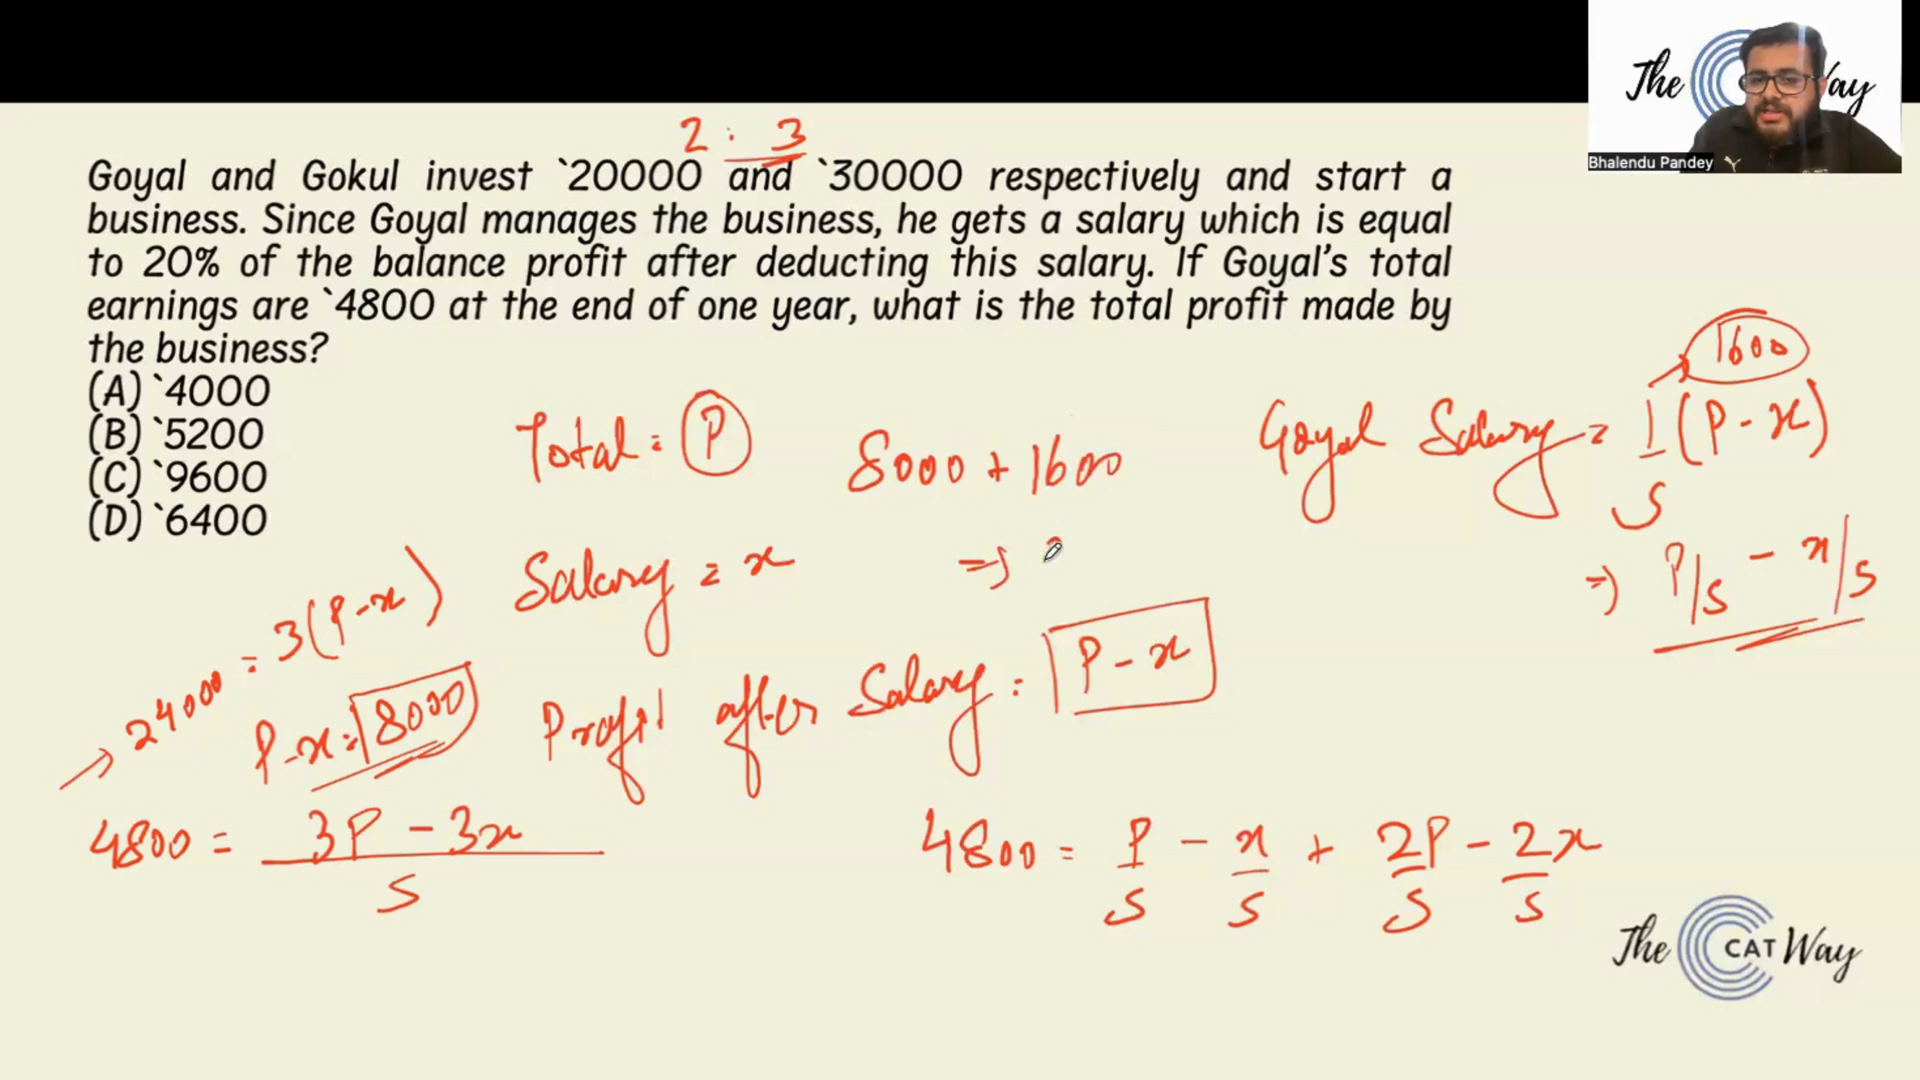 The C Way
Bhalendu Pandey
2 : 3
Goyal and Gokul invest `20000 and `30000 respectively and start a
business. Since Goyal manages the business, he gets a salary which is equal
to 20% of the balance profit after deducting this salary. If Goyal's total
earnings are `4800 at the end of one year, what is the total profit made by
the business?
(A) `4000
(B) `5200
(C) `9600
(D) `6400
1600
Total = P
8000 + 1600
Goyal Salary = 1/5 (P - x)
Salary = x
=>
=> P/5 - x/5
→ 24000 = 3(P-x)
P-x = 8000
Profit after Salary = P - x
4800 = 3P - 3x / 5
4800 = P/5 - x/5 + 2P/5 - 2x/5
The CAT Way